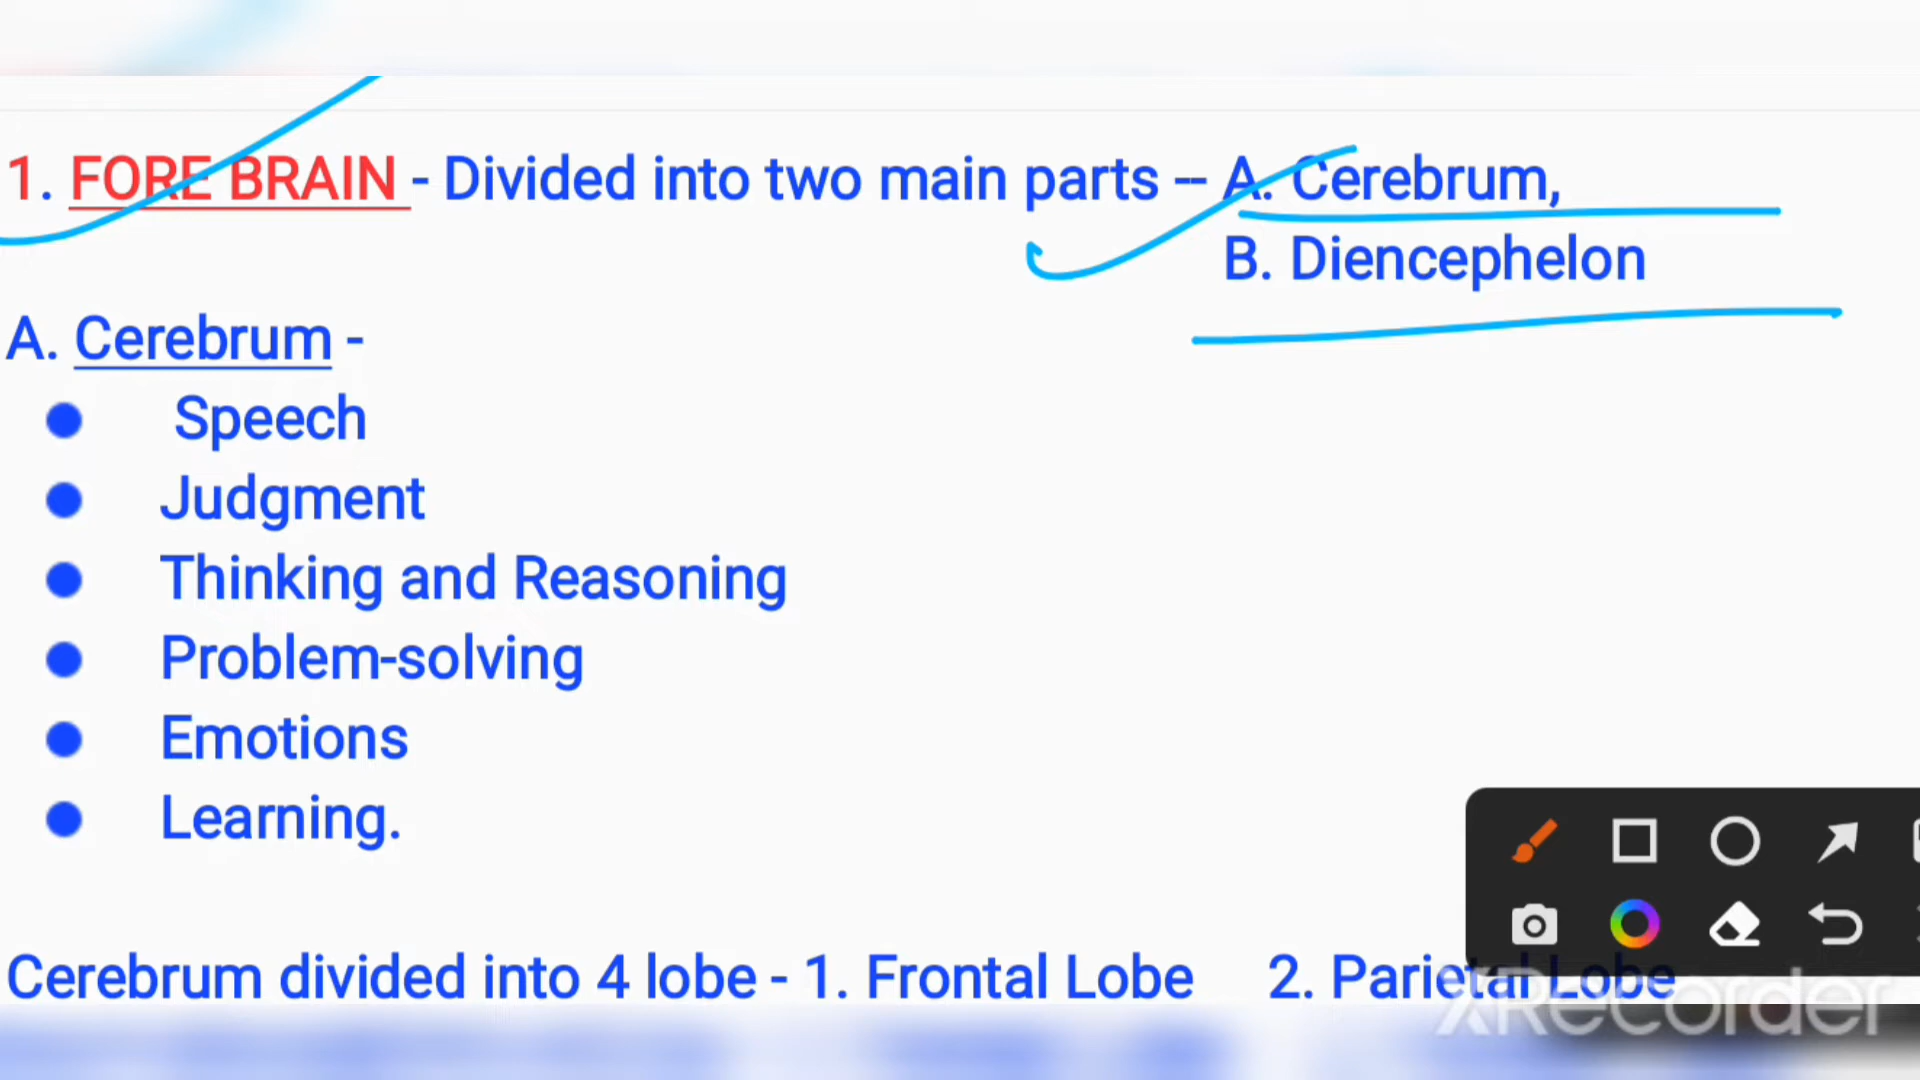 1. FORE BRAIN - Divided into two main parts -- A. Cerebrum,
B. Diencephelon
A. Cerebrum -
● Speech
● Judgment
● Thinking and Reasoning
● Problem-solving
● Emotions
● Learning.
Cerebrum divided into 4 lobe - 1. Frontal Lobe 2. Parietal Lobe
XRecorder